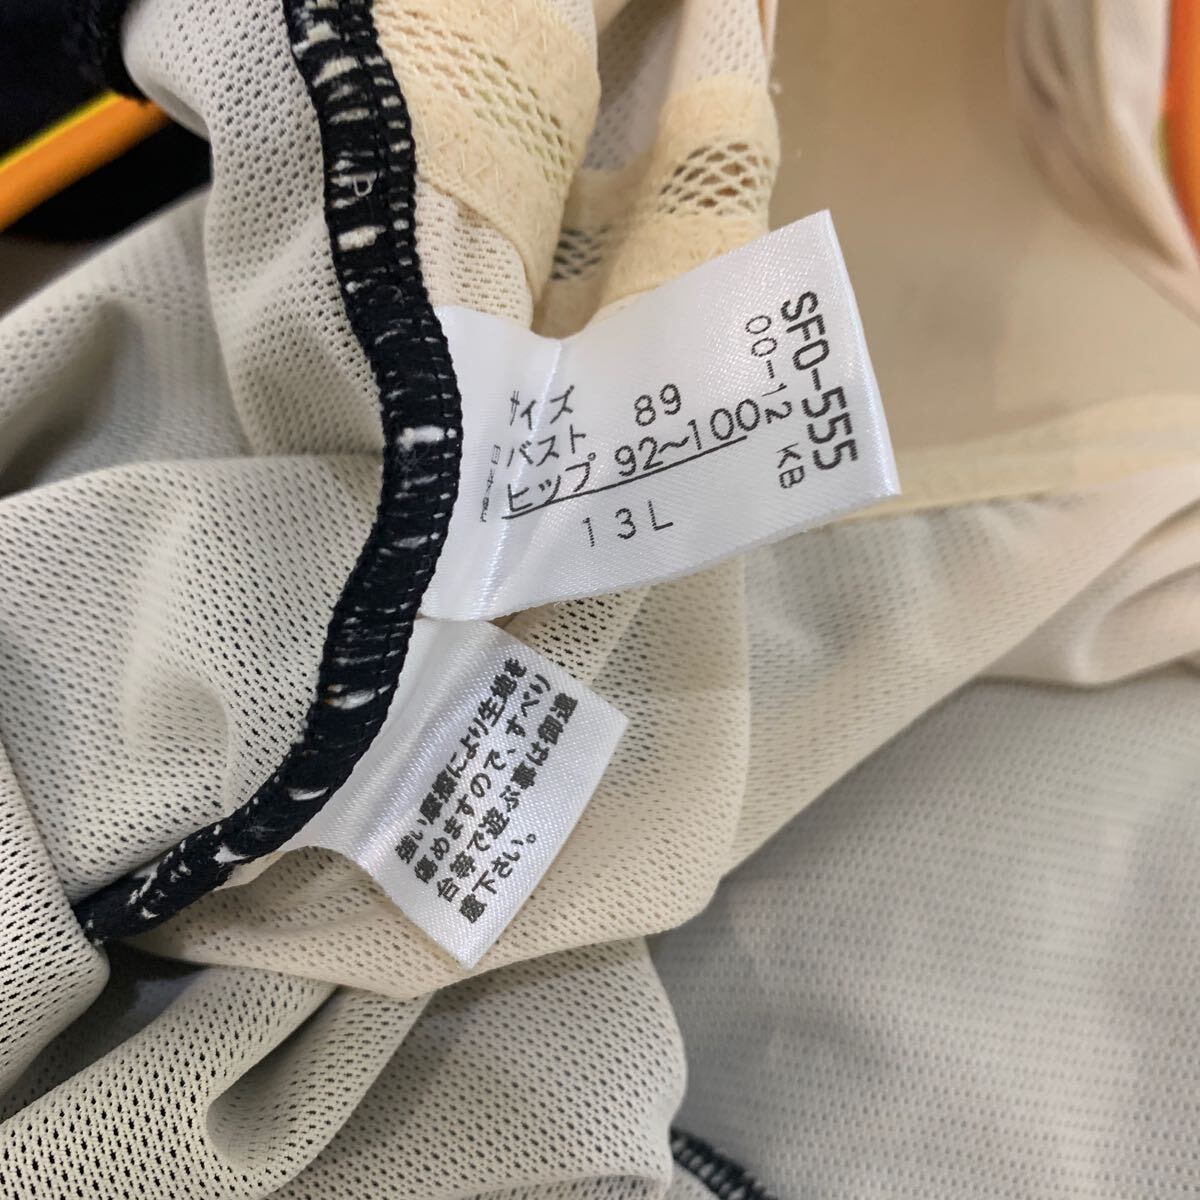 SFO-555
00-12 KB
サイズ
バスト 89
ヒップ 92~100
13L
強い摩擦により生地を
傷めますので、すべり
台等で遊ぶ事は御遠
慮下さい。